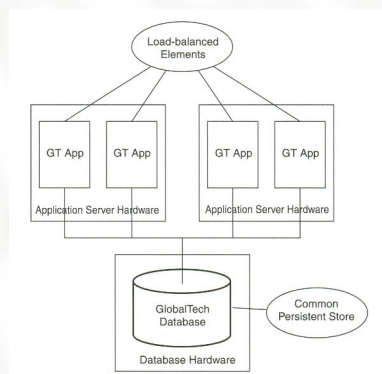 Load-balanced
Elements
GT App
GT App
GT App
GT App
Application Server Hardware
Application Server Hardware
GlobalTech
Database
Common
Persistent Store
Database Hardware